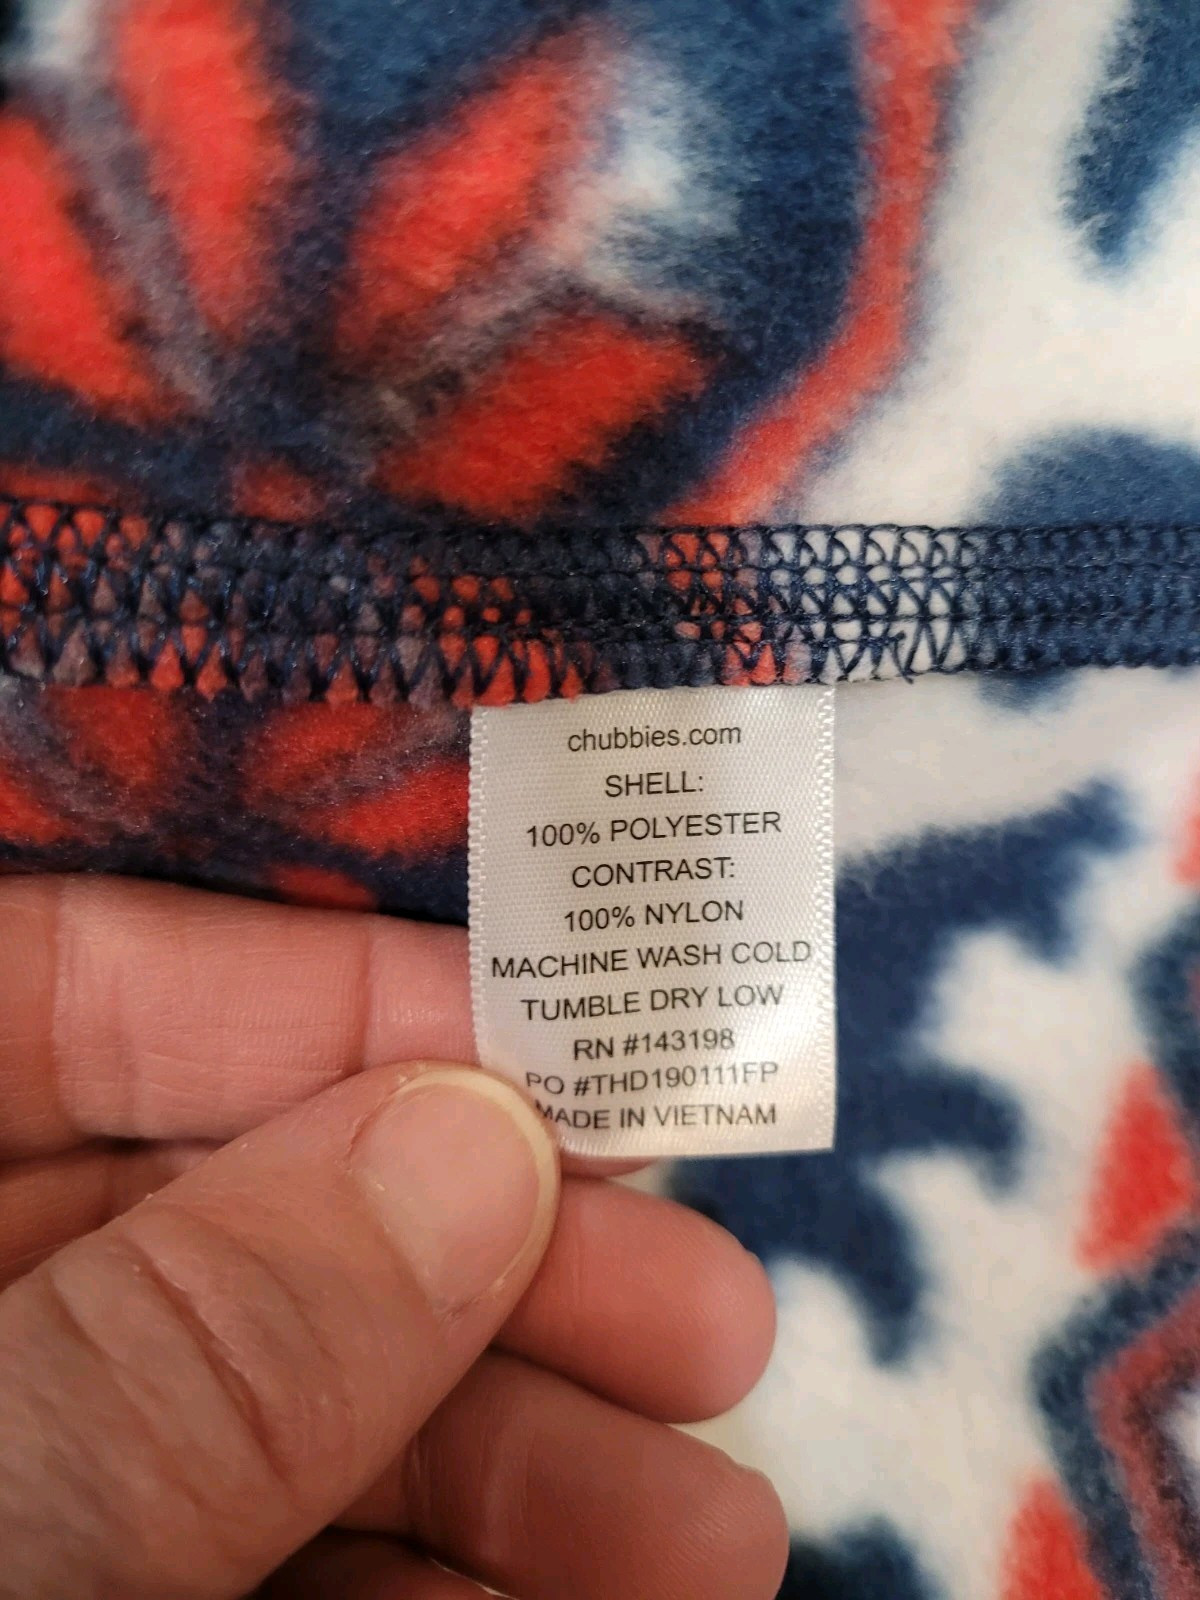 chubbies.com
SHELL:
100% POLYESTER
CONTRAST:
100% NYLON
MACHINE WASH COLD
TUMBLE DRY LOW
RN #143198
PO #THD190111FP
MADE IN VIETNAM